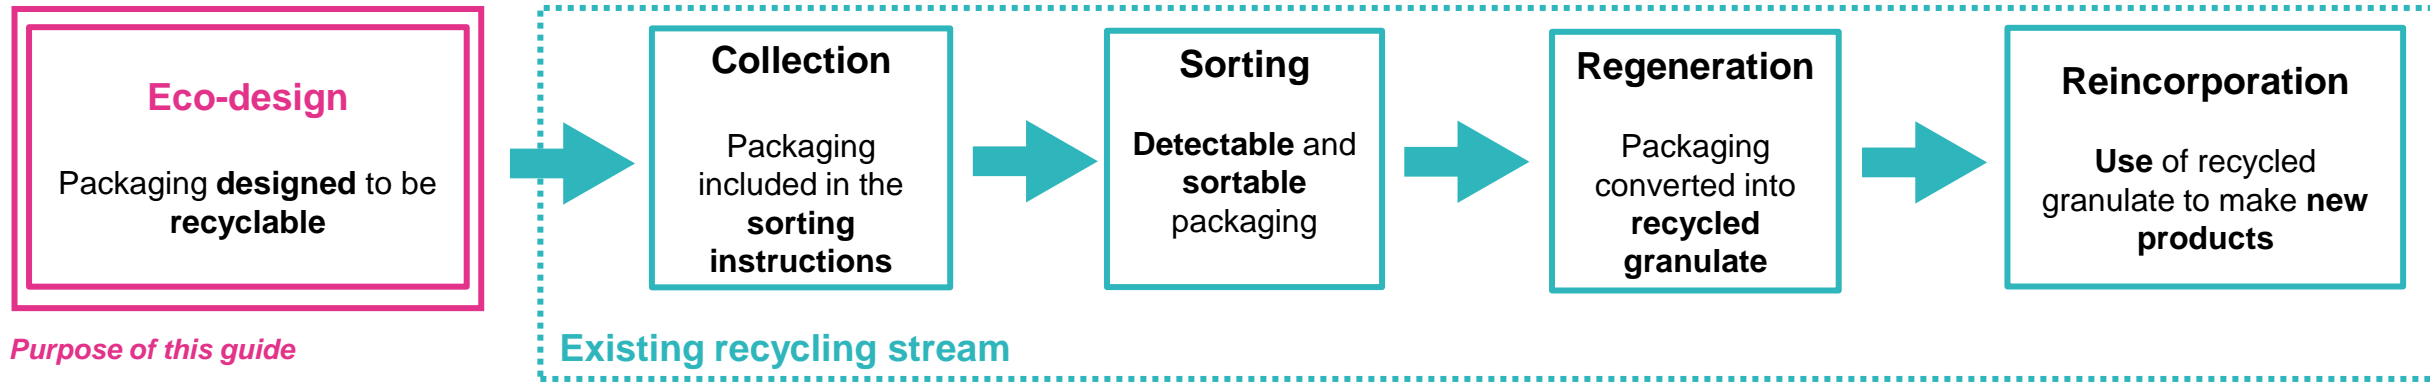 Eco-design
Packaging designed to be
recyclable
Purpose of this guide
Collection
Packaging
included in the
sorting
instructions
Sorting
Detectable and
sortable
packaging
Regeneration
Packaging
converted into
recycled
granulate
Reincorporation
Use of recycled
granulate to make new
products
Existing recycling stream